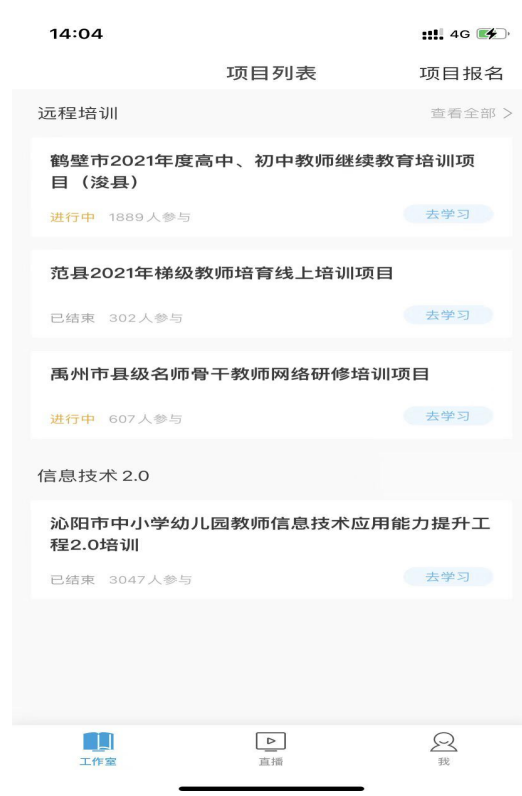 14:04
4G
项目列表
项目报名
远程培训
查看全部 >
鹤壁市2021年度高中、初中教师继续教育培训项
目（浚县）
进行中 1889人参与
去学习
范县2021年梯级教师培育线上培训项目
已结束 302人参与
去学习
禹州市县级名师骨干教师网络研修培训项目
进行中 607人参与
去学习
信息技术2.0
沁阳市中小学幼儿园教师信息技术应用能力提升工
程2.0培训
已结束 3047人参与
去学习
工作室
直播
我